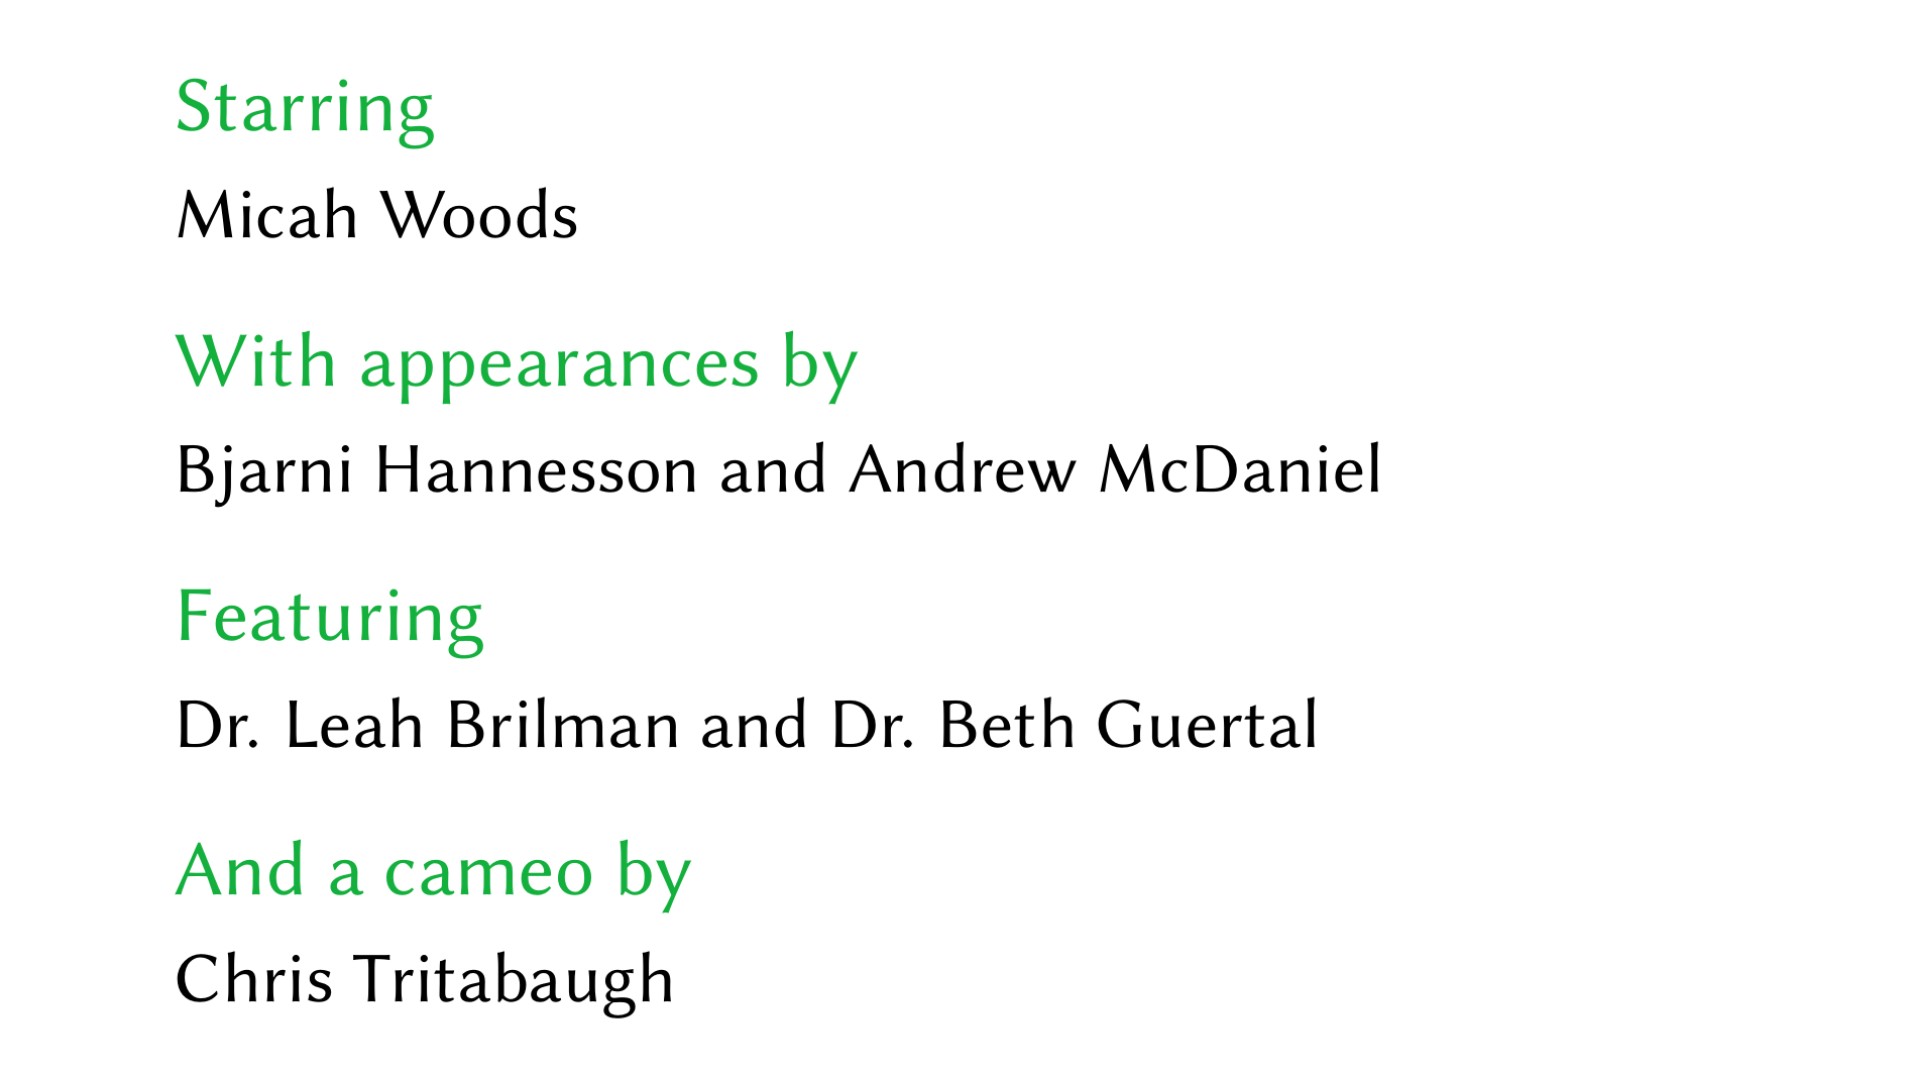 Starring
Micah Woods
With appearances by
Bjarni Hannesson and Andrew McDaniel
Featuring
Dr. Leah Brilman and Dr. Beth Guertal
And a cameo by
Chris Tritabaugh